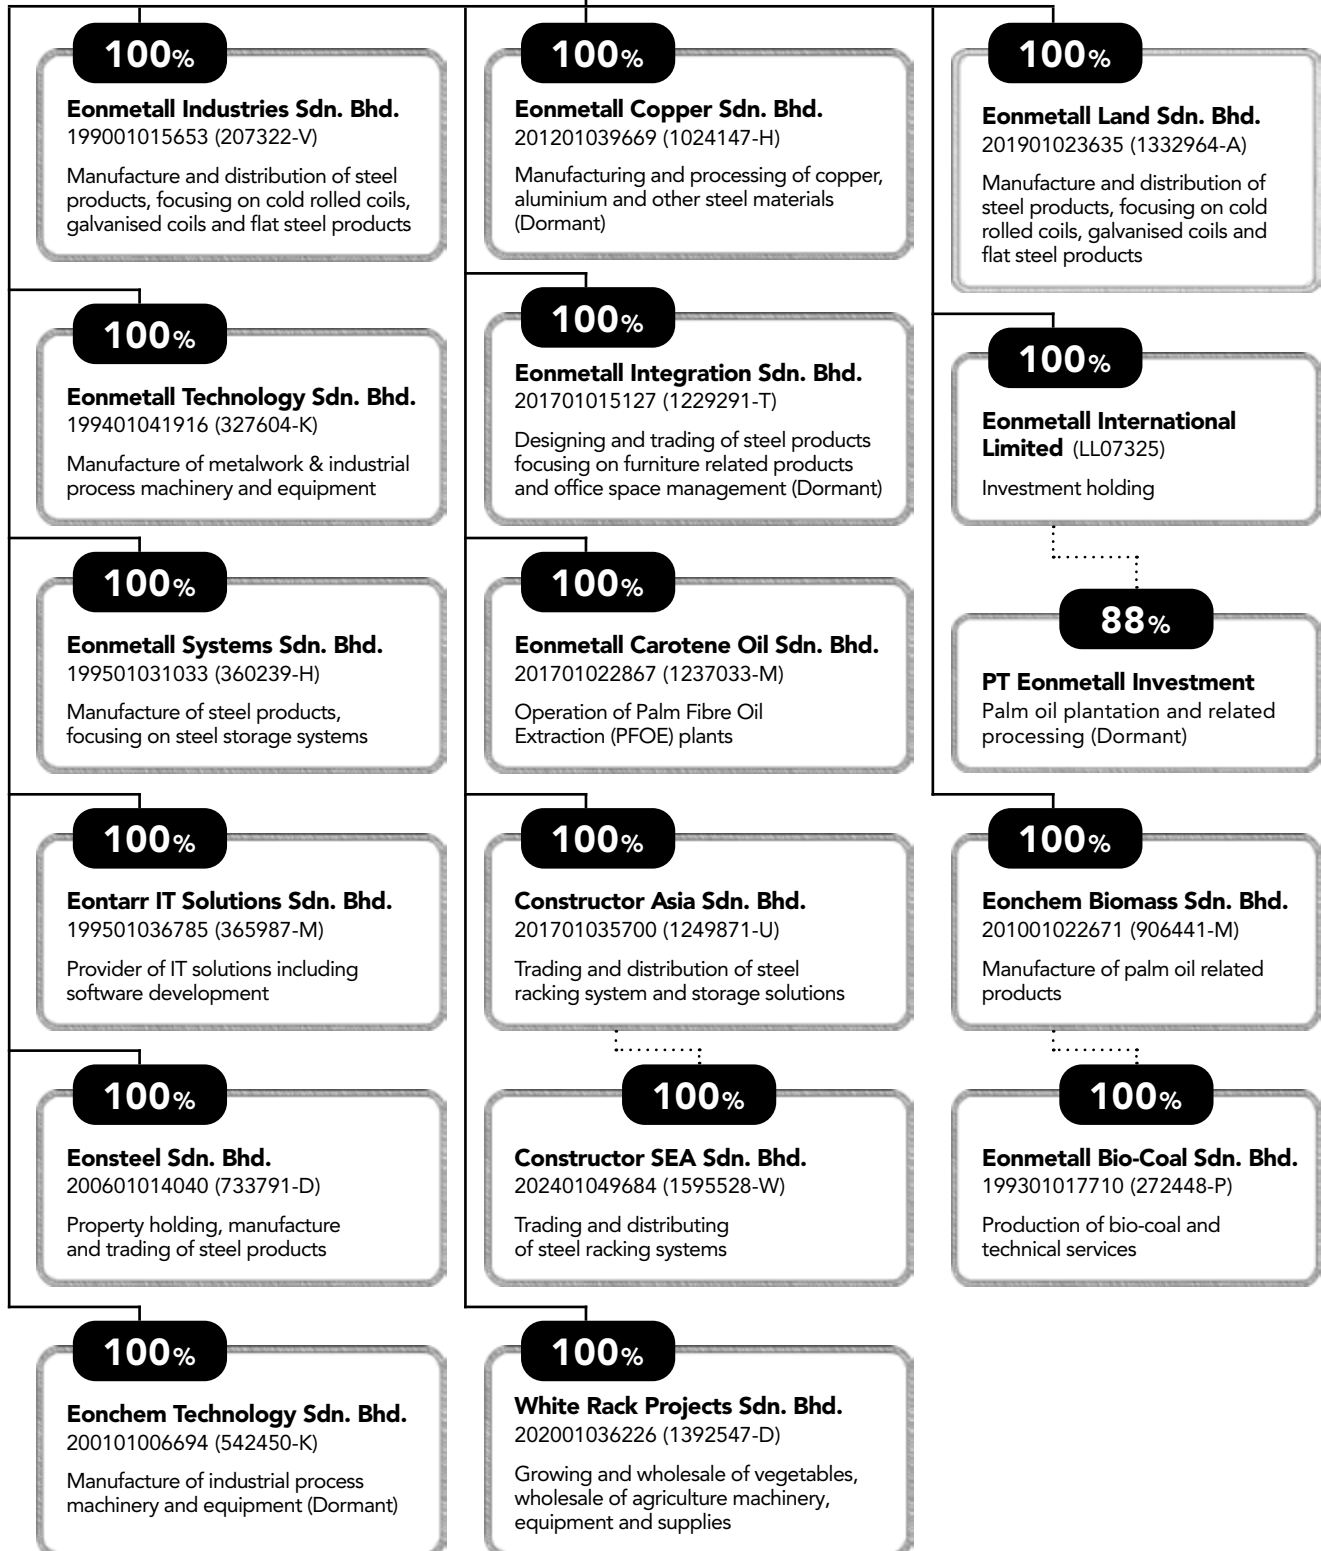 100%
Eonmetall Industries Sdn. Bhd.
199001015653 (207322-V)
Manufacture and distribution of steel
products, focusing on cold rolled coils,
galvanised coils and flat steel products
100%
Eonmetall Technology Sdn. Bhd.
199401041916 (327604-K)
Manufacture of metalwork & industrial
process machinery and equipment
100%
Eonmetall Systems Sdn. Bhd.
199501031033 (360239-H)
Manufacture of steel products,
focusing on steel storage systems
100%
Eontarr IT Solutions Sdn. Bhd.
199501036785 (365987-M)
Provider of IT solutions including
software development
100%
Eonsteel Sdn. Bhd.
200601014040 (733791-D)
Property holding, manufacture
and trading of steel products
100%
Eonchem Technology Sdn. Bhd.
200101006694 (542450-K)
Manufacture of industrial process
machinery and equipment (Dormant)
100%
Eonmetall Copper Sdn. Bhd.
201201039669 (1024147-H)
Manufacturing and processing of copper,
aluminium and other steel materials
(Dormant)
100%
Eonmetall Integration Sdn. Bhd.
201701015127 (1229291-T)
Designing and trading of steel products
focusing on furniture related products
and office space management (Dormant)
100%
Eonmetall Carotene Oil Sdn. Bhd.
201701022867 (1237033-M)
Operation of Palm Fibre Oil
Extraction (PFOE) plants
100%
Constructor Asia Sdn. Bhd.
201701035700 (1249871-U)
Trading and distribution of steel
racking system and storage solutions
100%
Constructor SEA Sdn. Bhd.
202401049684 (1595528-W)
Trading and distributing
of steel racking systems
100%
White Rack Projects Sdn. Bhd.
202001036226 (1392547-D)
Growing and wholesale of vegetables,
wholesale of agriculture machinery,
equipment and supplies
100%
Eonmetall Land Sdn. Bhd.
201901023635 (1332964-A)
Manufacture and distribution of
steel products, focusing on cold
rolled coils, galvanised coils and
flat steel products
100%
Eonmetall International
Limited (LL07325)
Investment holding
88%
PT Eonmetall Investment
Palm oil plantation and related
processing (Dormant)
100%
Eonchem Biomass Sdn. Bhd.
201001022671 (906441-M)
Manufacture of palm oil related
products
100%
Eonmetall Bio-Coal Sdn. Bhd.
199301017710 (272448-P)
Production of bio-coal and
technical services